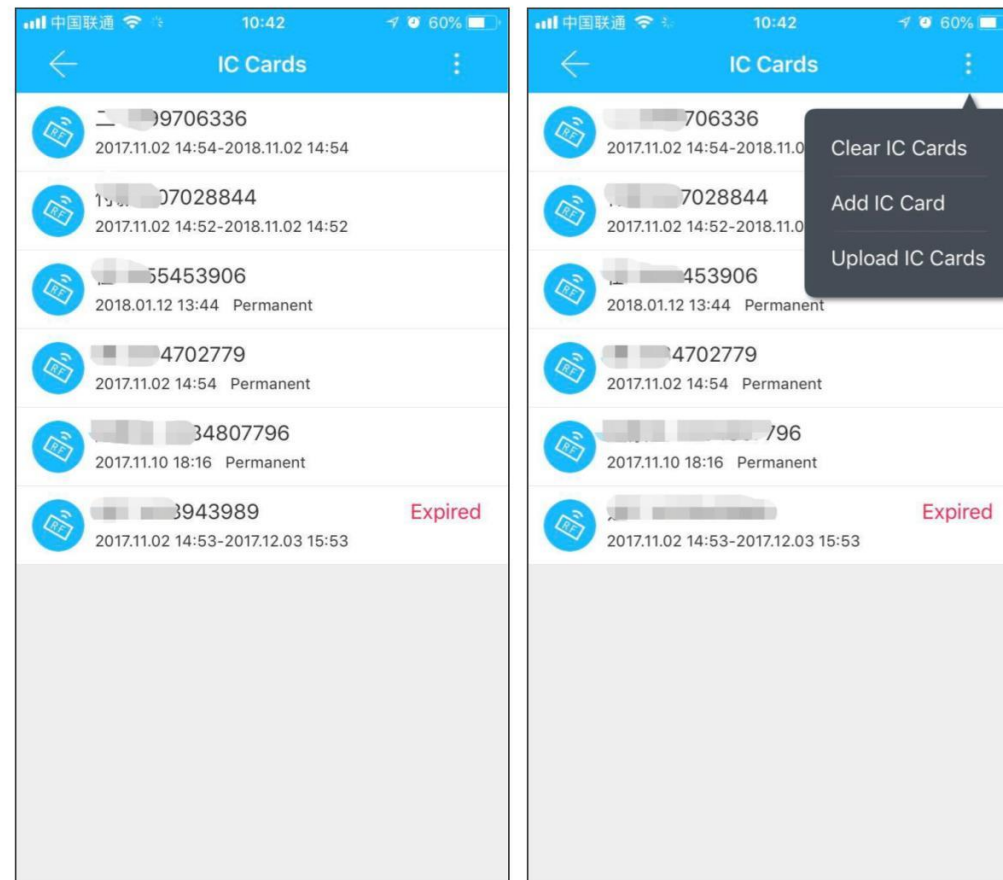 中国联通 10:42 60%
IC Cards
二 99706336
2017.11.02 14:54-2018.11.02 14:54
07028844
2017.11.02 14:52-2018.11.02 14:52
55453906
2018.01.12 13:44 Permanent
4702779
2017.11.02 14:54 Permanent
34807796
2017.11.10 18:16 Permanent
8943989 Expired
2017.11.02 14:53-2017.12.03 15:53
中国联通 10:42 60%
IC Cards
706336
2017.11.02 14:54-2018.11.0
7028844
2017.11.02 14:52-2018.11.0
453906
2018.01.12 13:44 Permanent
4702779
2017.11.02 14:54 Permanent
796
2017.11.10 18:16 Permanent
Expired
2017.11.02 14:53-2017.12.03 15:53
Clear IC Cards
Add IC Card
Upload IC Cards